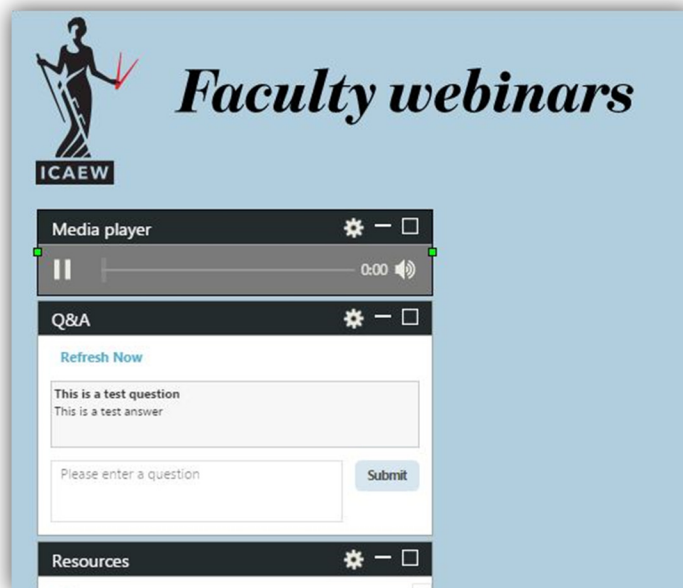 Faculty webinars
ICAEW
Media player
0:00
Q&A
Refresh Now
This is a test question
This is a test answer
Please enter a question
Submit
Resources